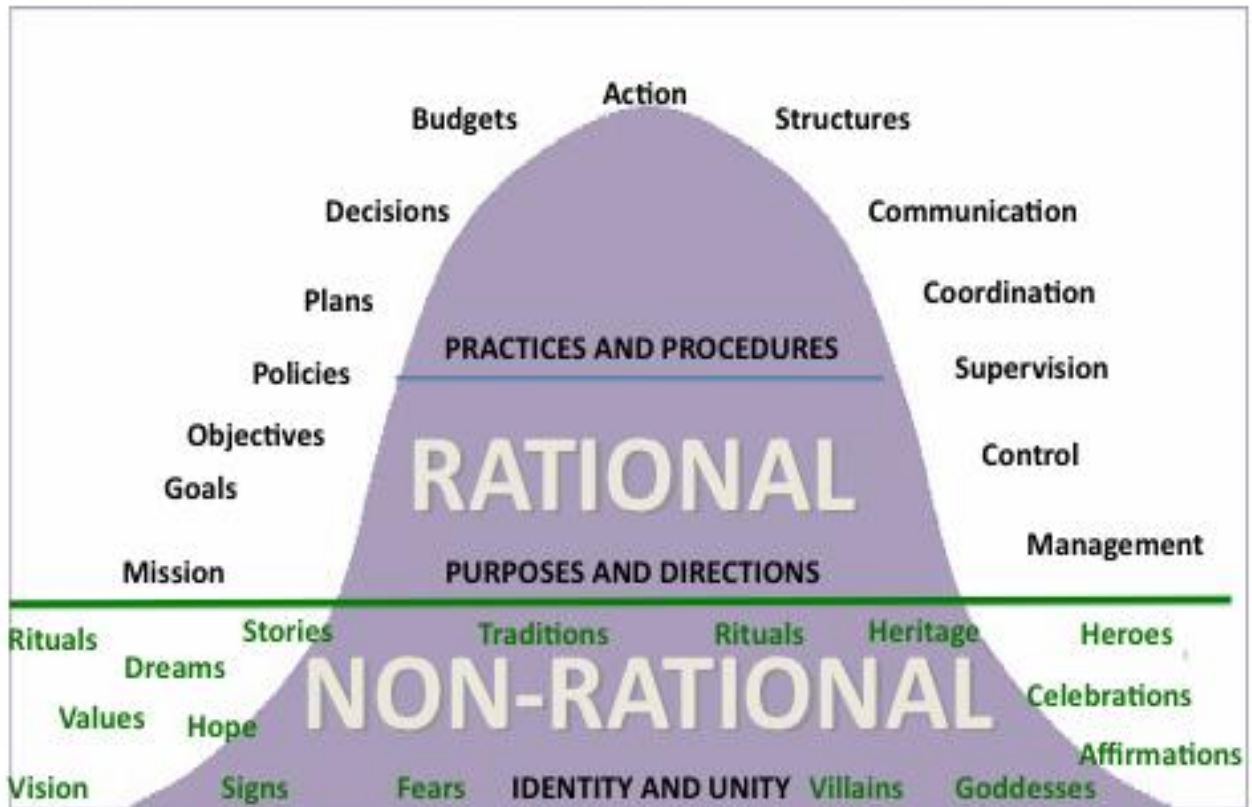 Action
Budgets Structures
Decisions Communication
Plans Coordination
PRACTICES AND PROCEDURES
Policies Supervision
Objectives
RATIONAL
Control
Goals
Management
Mission PURPOSES AND DIRECTIONS
Rituals Stories Traditions Rituals Heritage Heroes
Dreams
NON-RATIONAL
Celebrations
Values Hope
Affirmations
Vision Signs Fears IDENTITY AND UNITY Villains Goddesses